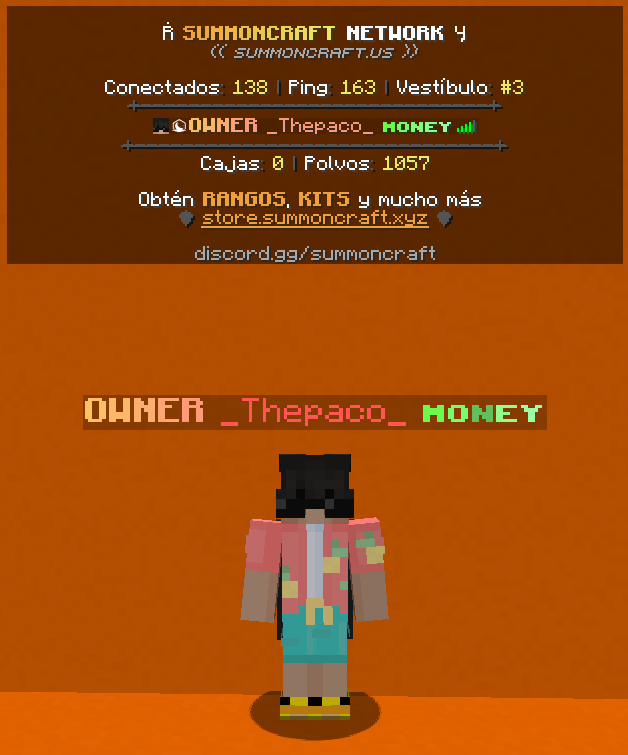 Ṙ SUMMONCRAFT NETWORK Ý
(( SUMMONCRAFT.US ))
Conectados: 138 | Ping: 163 | Vestíbulo: #3
OWNER _Thepaco_ MONEY
Cajas: 0 | Polvos: 1057
Obtén RANGOS, KITS y mucho más
store.summoncraft.xyz
discord.gg/summoncraft
OWNER _Thepaco_ MONEY